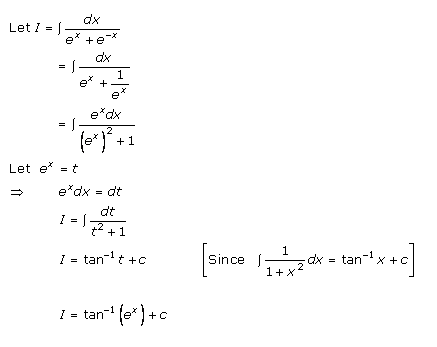 Let I = ∫ dx / (e^x + e^{-x})
= ∫ dx / (e^x + 1/e^x)
= ∫ e^x dx / ((e^x)^2 + 1)
Let e^x = t
⇒ e^x dx = dt
I = ∫ dt / (t^2 + 1)
I = tan^{-1} t + c [Since ∫ 1/(1 + x^2) dx = tan^{-1} x + c]
I = tan^{-1} (e^x) + c